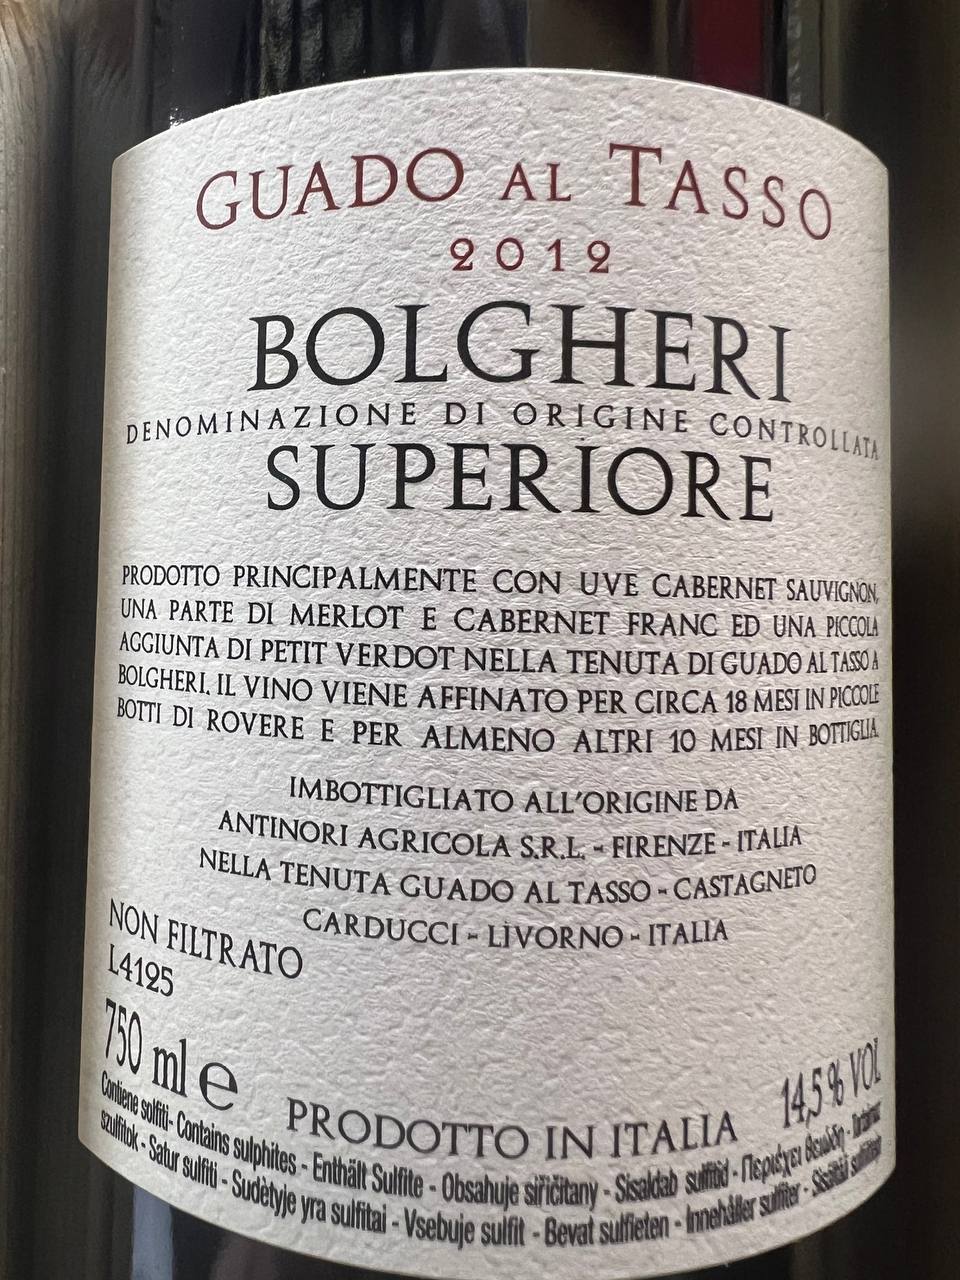 GUADO AL TASSO
2012
BOLGHERI
DENOMINAZIONE DI ORIGINE CONTROLLATA
SUPERIORE
PRODOTTO PRINCIPALMENTE CON UVE CABERNET SAUVIGNON,
UNA PARTE DI MERLOT E CABERNET FRANC ED UNA PICCOLA
AGGIUNTA DI PETIT VERDOT NELLA TENUTA DI GUADO AL TASSO A
BOLGHERI. IL VINO VIENE AFFINATO PER CIRCA 18 MESI IN PICCOLE
BOTTI DI ROVERE E PER ALMENO ALTRI 10 MESI IN BOTTIGLIA.
IMBOTTIGLIATO ALL'ORIGINE DA
ANTINORI AGRICOLA S.R.L. - FIRENZE - ITALIA
NELLA TENUTA GUADO AL TASSO - CASTAGNETO
CARDUCCI - LIVORNO - ITALIA
NON FILTRATO
L4125
750 ml e
PRODOTTO IN ITALIA
14,5% VOL
Contiene solfiti - Contains sulphites - Enthält Sulfite - Obsahuje siřičitany - Sisaldab sulfitid - Περιέχει θειώδη -
szulfitok - Satur sulfiti - Sudėtyje yra sulfitai - Vsebuje sulfit - Bevat sulfieten - Innehåller sulfiter - Sisältää